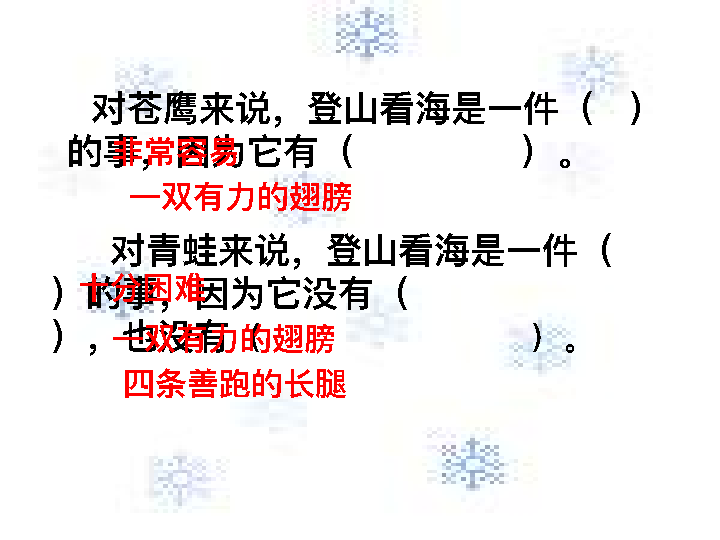 对苍鹰来说，登山看海是一件（　）
的事，因为它有（　　　　）。
非常容易
一双有力的翅膀
对青蛙来说，登山看海是一件（
）的事，因为它没有（
十分困难
），也没有（　　　　）。
一双有力的翅膀
四条善跑的长腿